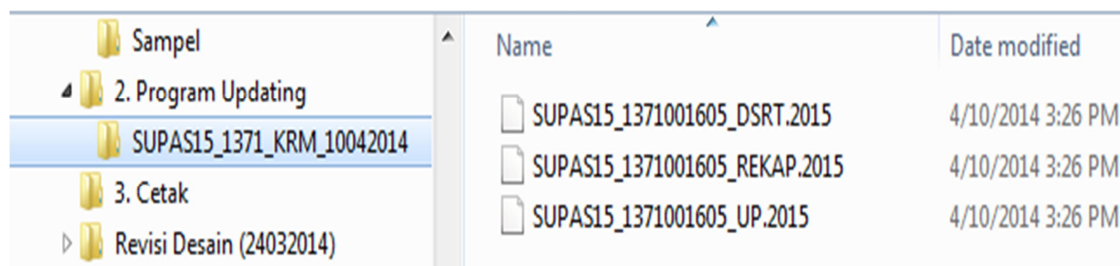 Sampel
2. Program Updating
SUPAS15_1371_KRM_10042014
3. Cetak
Revisi Desain (24032014)
Name Date modified
SUPAS15_1371001605_DSRT.2015 4/10/2014 3:26 PM
SUPAS15_1371001605_REKAP.2015 4/10/2014 3:26 PM
SUPAS15_1371001605_UP.2015 4/10/2014 3:26 PM